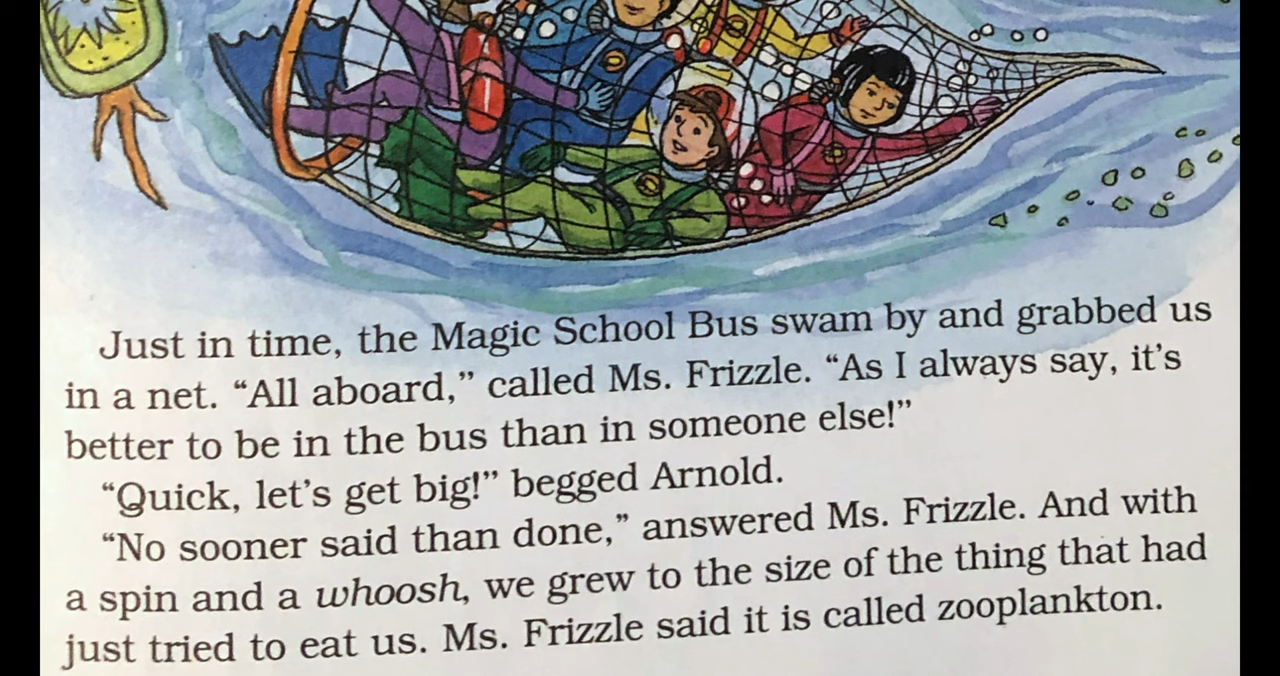 Just in time, the Magic School Bus swam by and grabbed us
in a net. “All aboard,” called Ms. Frizzle. “As I always say, it’s
better to be in the bus than in someone else!”
“Quick, let’s get big!” begged Arnold.
“No sooner said than done,” answered Ms. Frizzle. And with
a spin and a whoosh, we grew to the size of the thing that had
just tried to eat us. Ms. Frizzle said it is called zooplankton.